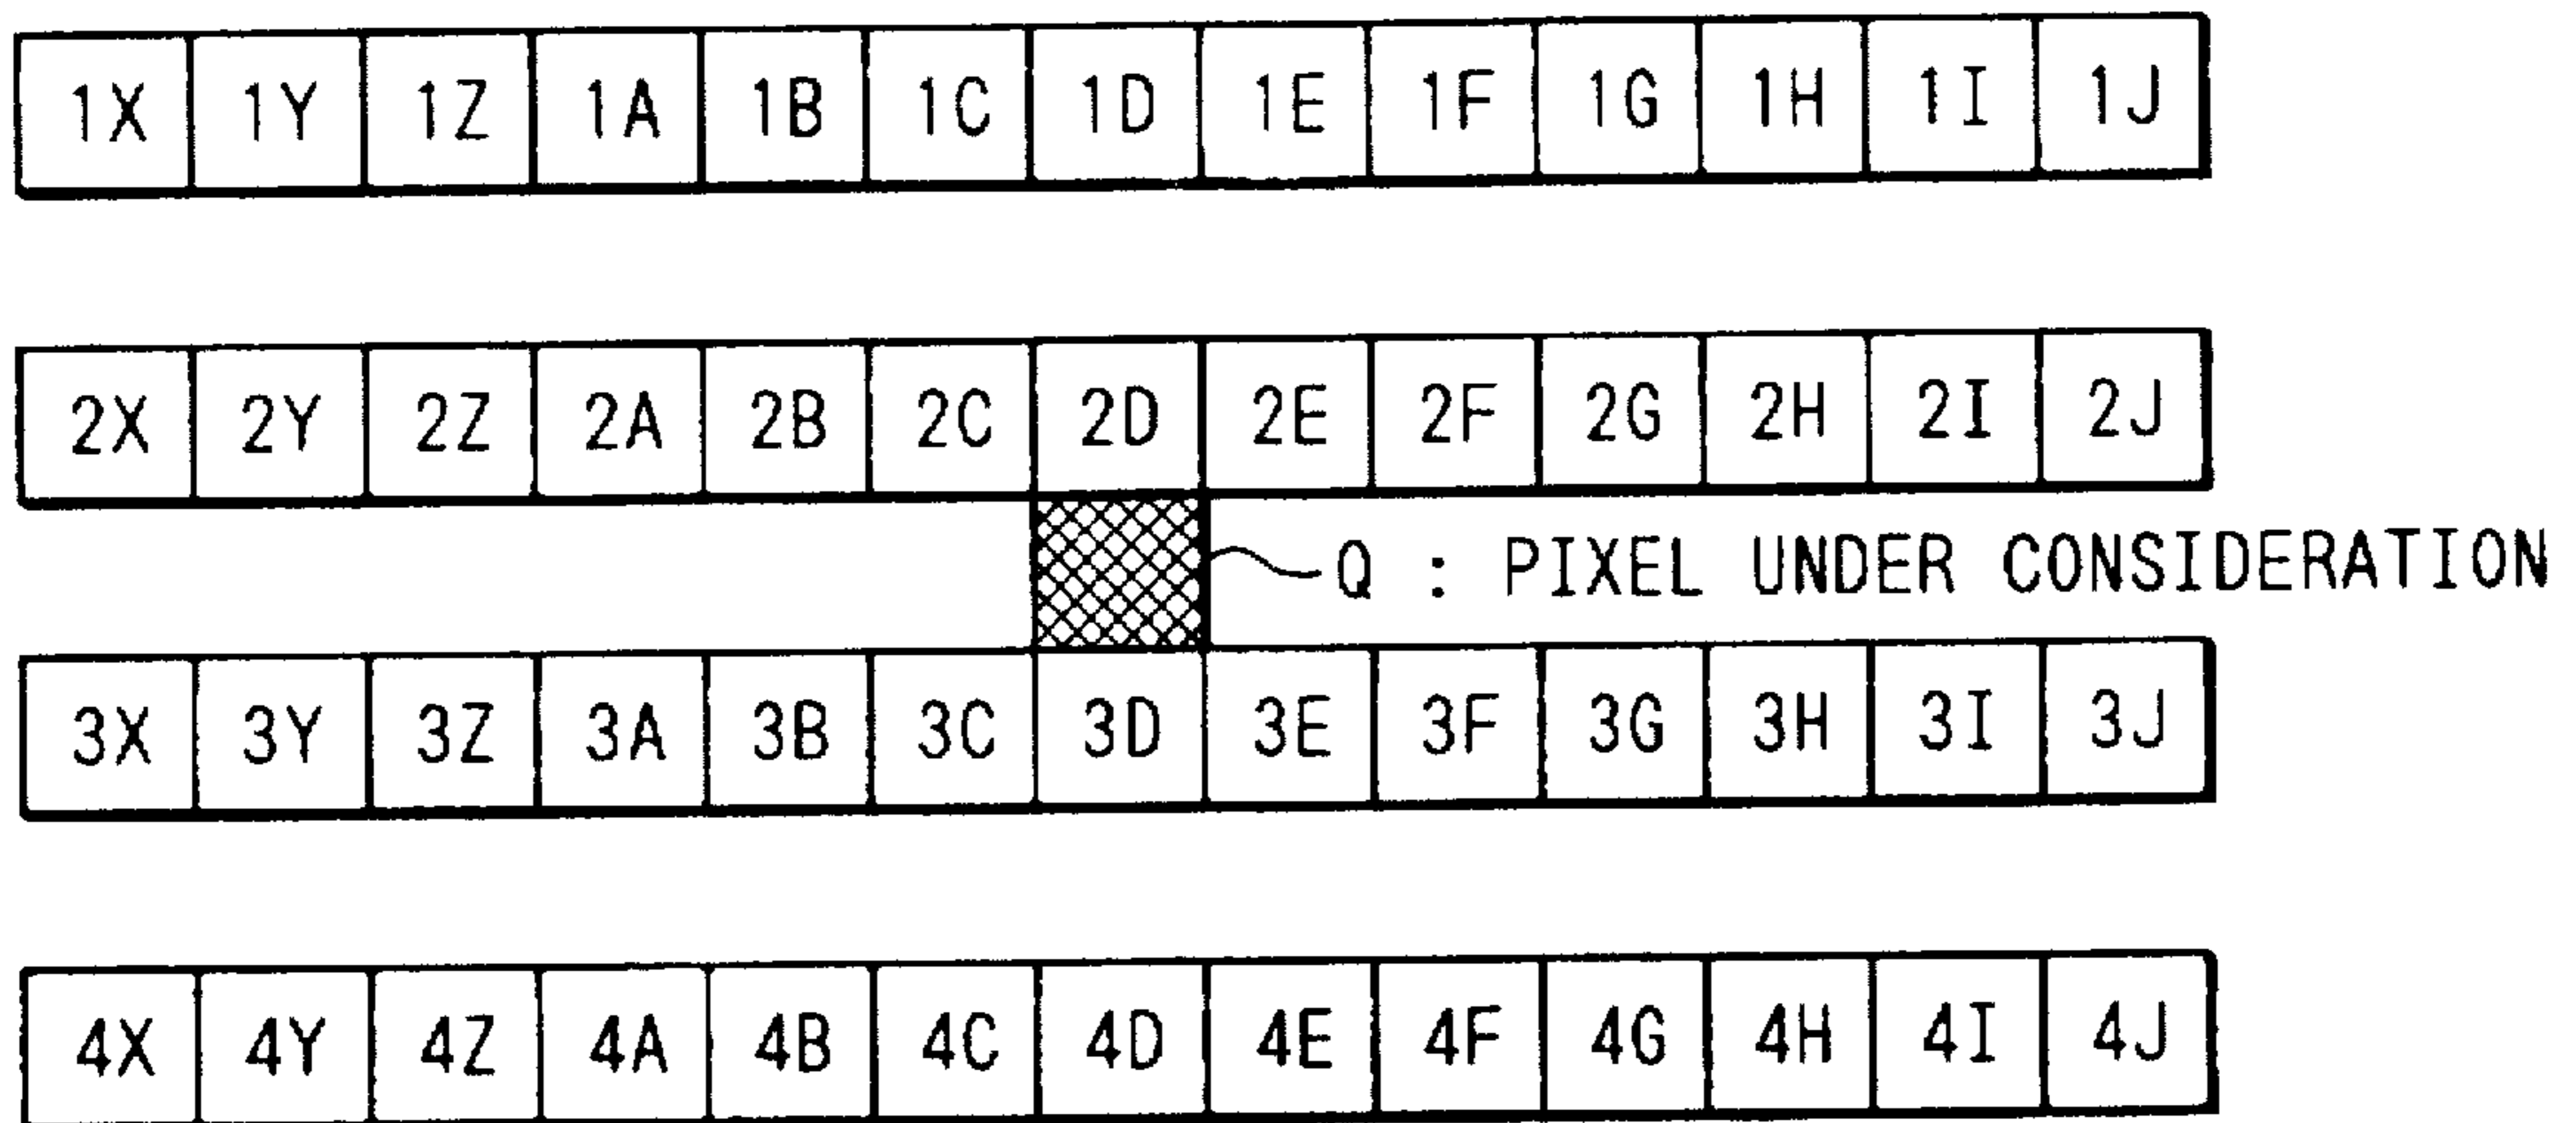 1X 1Y 1Z 1A 1B 1C 1D 1E 1F 1G 1H 1I 1J
2X 2Y 2Z 2A 2B 2C 2D 2E 2F 2G 2H 2I 2J
Q : PIXEL UNDER CONSIDERATION
3X 3Y 3Z 3A 3B 3C 3D 3E 3F 3G 3H 3I 3J
4X 4Y 4Z 4A 4B 4C 4D 4E 4F 4G 4H 4I 4J